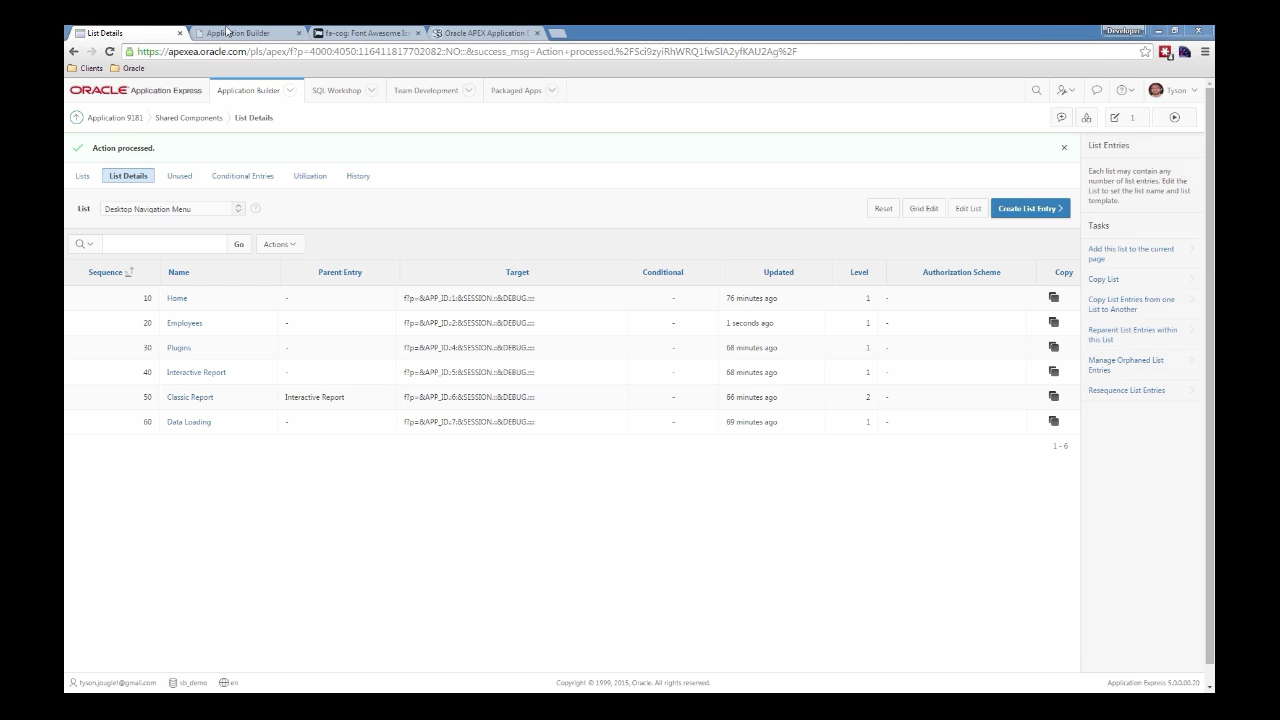 List Details
Application Builder
fa-cog: Font Awesome Ic
Oracle APEX Application D
Developer
https://apexea.oracle.com/pls/apex/f?p=4000:4050:116411817702082::NO::&success_msg=Action+processed.%2FSci9zyiRhWRQ1fwSlA2yfKAU2Ag%2F
Clients
Oracle
ORACLE Application Express
Application Builder
SQL Workshop
Team Development
Packaged Apps
Tyson
Application 9181
Shared Components
List Details
1
Action processed.
Lists
List Details
Unused
Conditional Entries
Utilization
History
List
Desktop Navigation Menu
Reset
Grid Edit
Edit List
Create List Entry >
Go
Actions
Sequence Name Parent Entry Target Conditional Updated Level Authorization Scheme Copy
10 Home - f?p=&APP_ID.:1:&SESSION.::&DEBUG.:::: - 76 minutes ago 1 -
20 Employees - f?p=&APP_ID.:2:&SESSION.::&DEBUG.:::: - 1 seconds ago 1 -
30 Plugins - f?p=&APP_ID.:4:&SESSION.::&DEBUG.:::: - 68 minutes ago 1 -
40 Interactive Report - f?p=&APP_ID.:5:&SESSION.::&DEBUG.:::: - 68 minutes ago 1 -
50 Classic Report Interactive Report f?p=&APP_ID.:6:&SESSION.::&DEBUG.:::: - 66 minutes ago 2 -
60 Data Loading - f?p=&APP_ID.:7:&SESSION.::&DEBUG.:::: - 69 minutes ago 1 -
1 - 6
List Entries
Each list may contain any
number of list entries. Edit the
List to set the list name and list
template.
Tasks
Add this list to the current
page
Copy List
Copy List Entries from one
List to Another
Reparent List Entries within
this List
Manage Orphaned List
Entries
Resequence List Entries
tyson.jouglet@gmail.com
sb_demo
en
Copyright © 1999, 2015, Oracle. All rights reserved.
Application Express 5.0.0.00.20